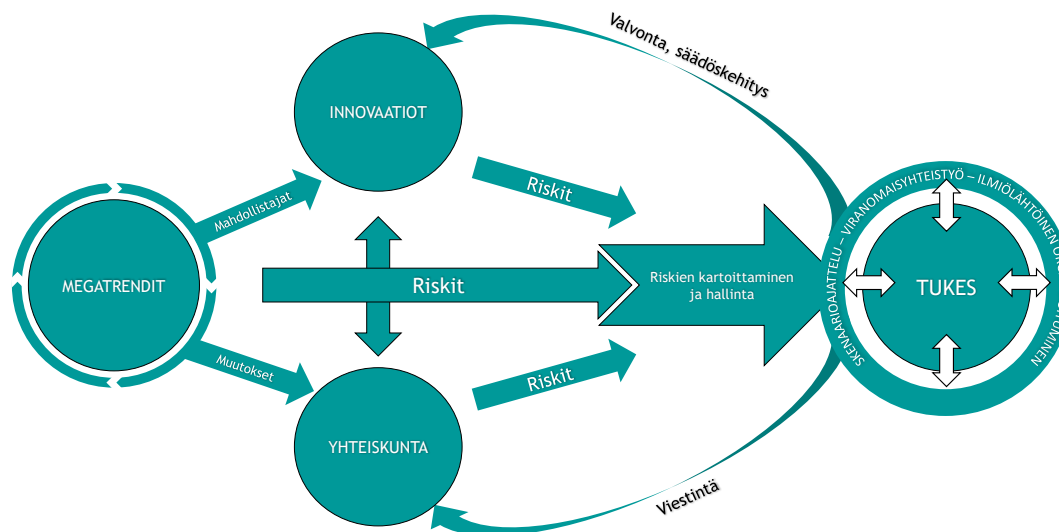 Valvonta, säädöskehitys
INNOVAATIOT
Riskit
Mahdollistajat
MEGATRENDIT
Riskit
Riskien kartoittaminen
ja hallinta
SKENAARIOAJATTELU – VIRANOMAISYHTEISTYÖ – ILMIÖLÄHTÖINEN
TUKES
Muutokset
Riskit
YHTEISKUNTA
Viestintä